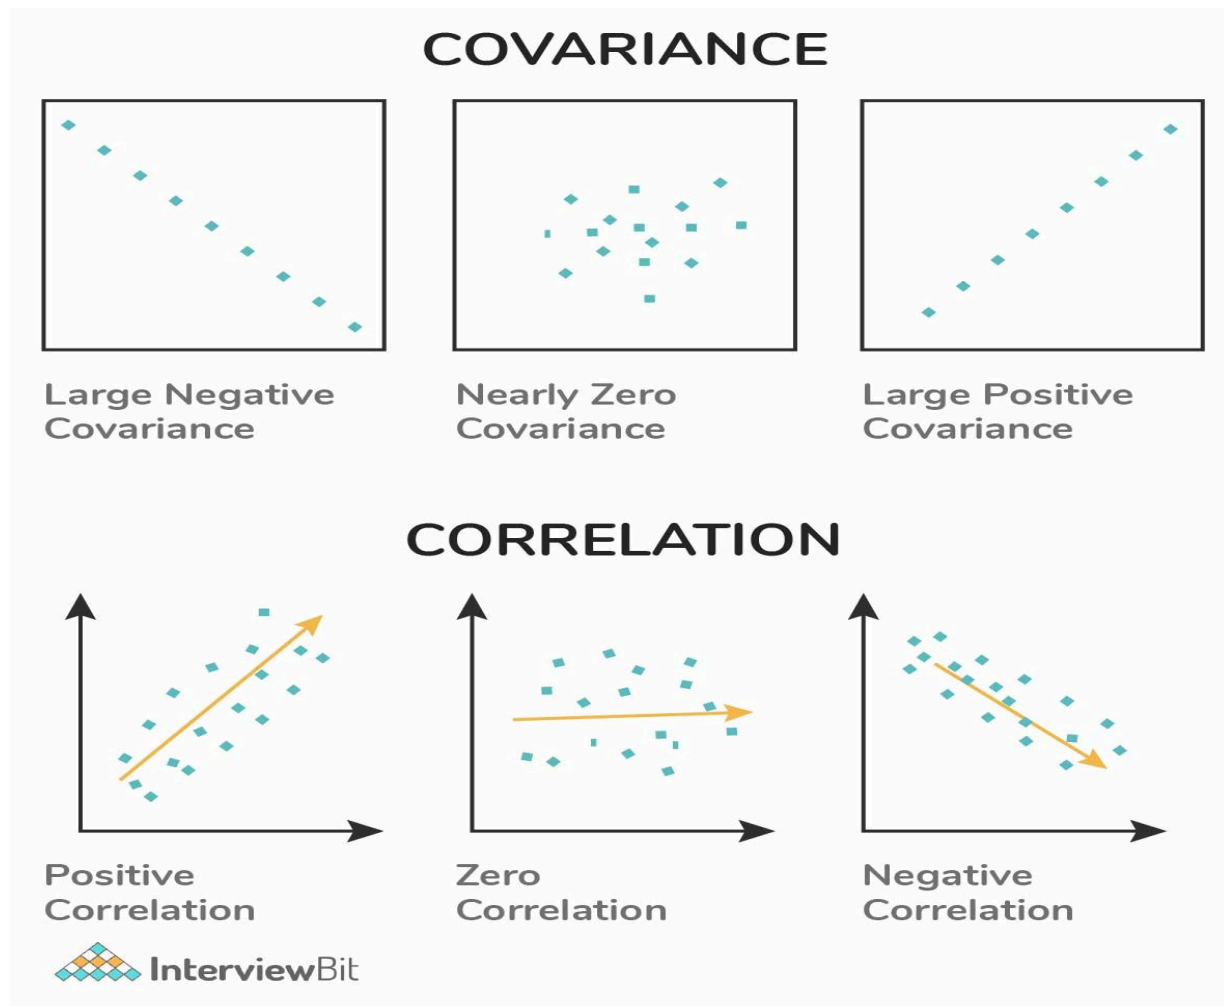 COVARIANCE
Large Negative
Covariance
Nearly Zero
Covariance
Large Positive
Covariance
CORRELATION
Positive
Correlation
Zero
Correlation
Negative
Correlation
InterviewBit